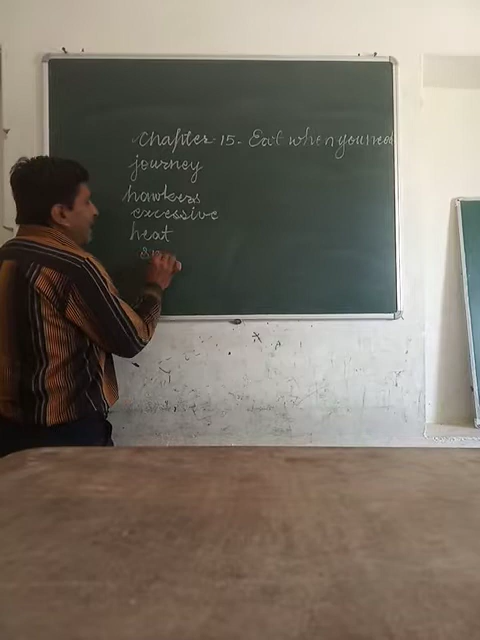 Chapter 15- Eat when you need
journey
hawkers
excessive
heat